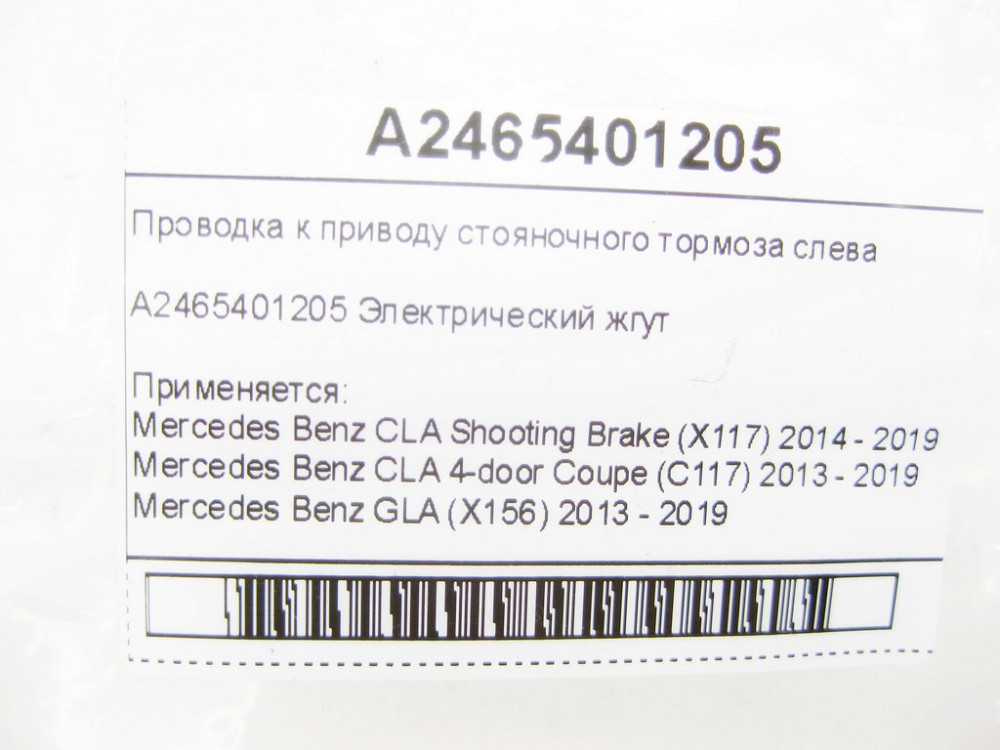 A2465401205
Проводка к приводу стояночного тормоза слева
A2465401205 Электрический жгут
Применяется:
Mercedes Benz CLA Shooting Brake (X117) 2014 - 2019
Mercedes Benz CLA 4-door Coupe (C117) 2013 - 2019
Mercedes Benz GLA (X156) 2013 - 2019